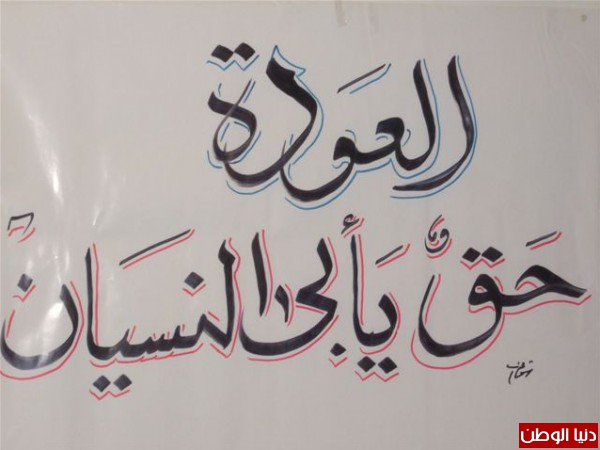 العودة
حقٌّ يأبى النسيانْ
دنيا الوطن